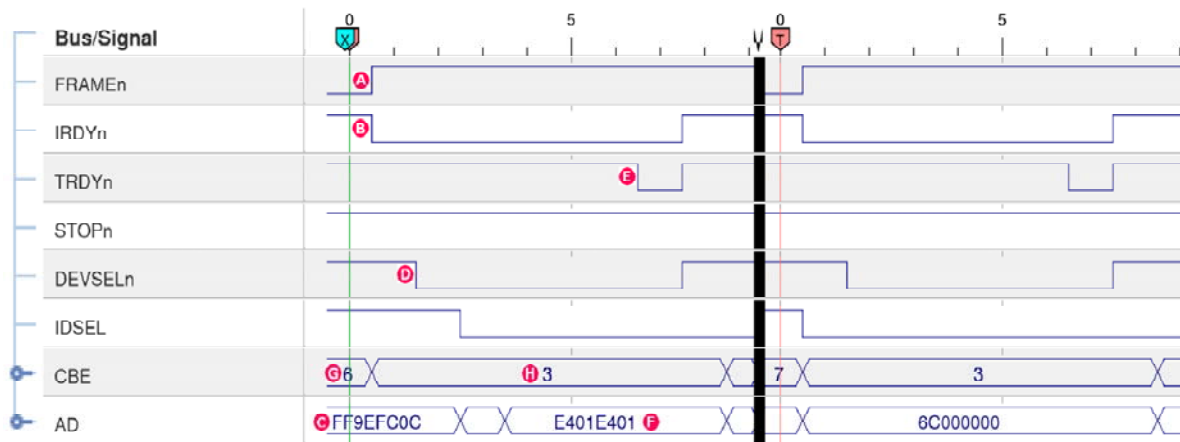 0 0
Bus/Signal X 5 T 5
FRAMEn A
IRDYn B
TRDYn E
STOPn
DEVSELn D
IDSEL
CBE G 6 H 3 7 3
AD C FF9EFC0C E401E401 F 6C000000